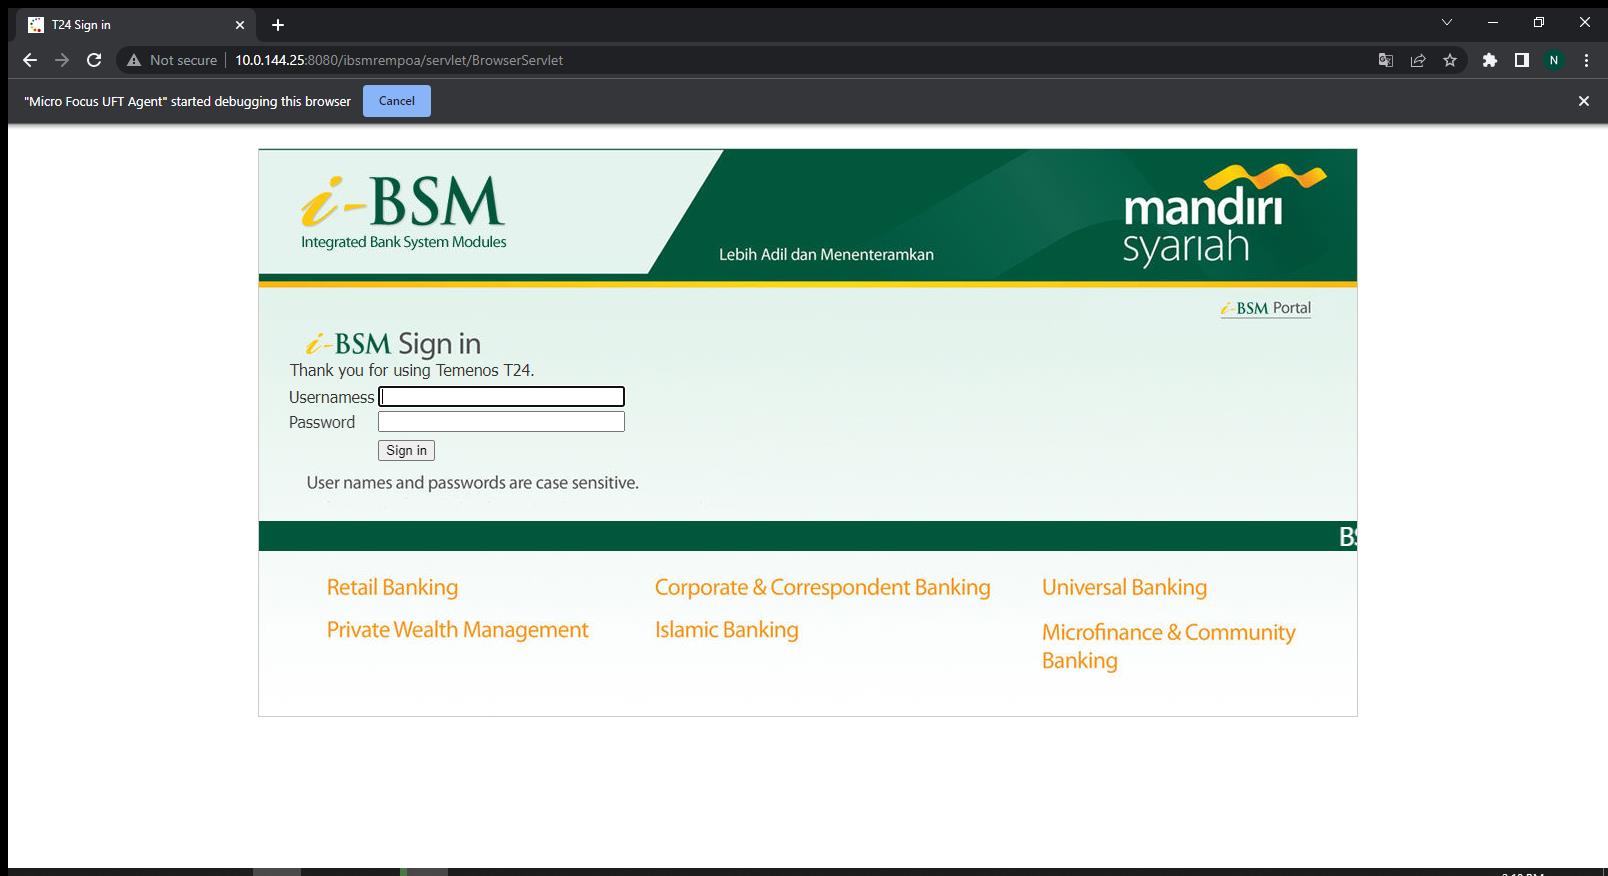 T24 Sign in
Not secure 10.0.144.25:8080/ibsmrempoa/servlet/BrowserServlet
N
"Micro Focus UFT Agent" started debugging this browser Cancel
i-BSM
Integrated Bank System Modules
Lebih Adil dan Menenteramkan
mandiri
syariah
i-BSM Portal
i-BSM Sign in
Thank you for using Temenos T24.
Usernamess
Password
Sign in
User names and passwords are case sensitive.
Retail Banking
Corporate & Correspondent Banking
Universal Banking
Private Wealth Management
Islamic Banking
Microfinance & Community
Banking